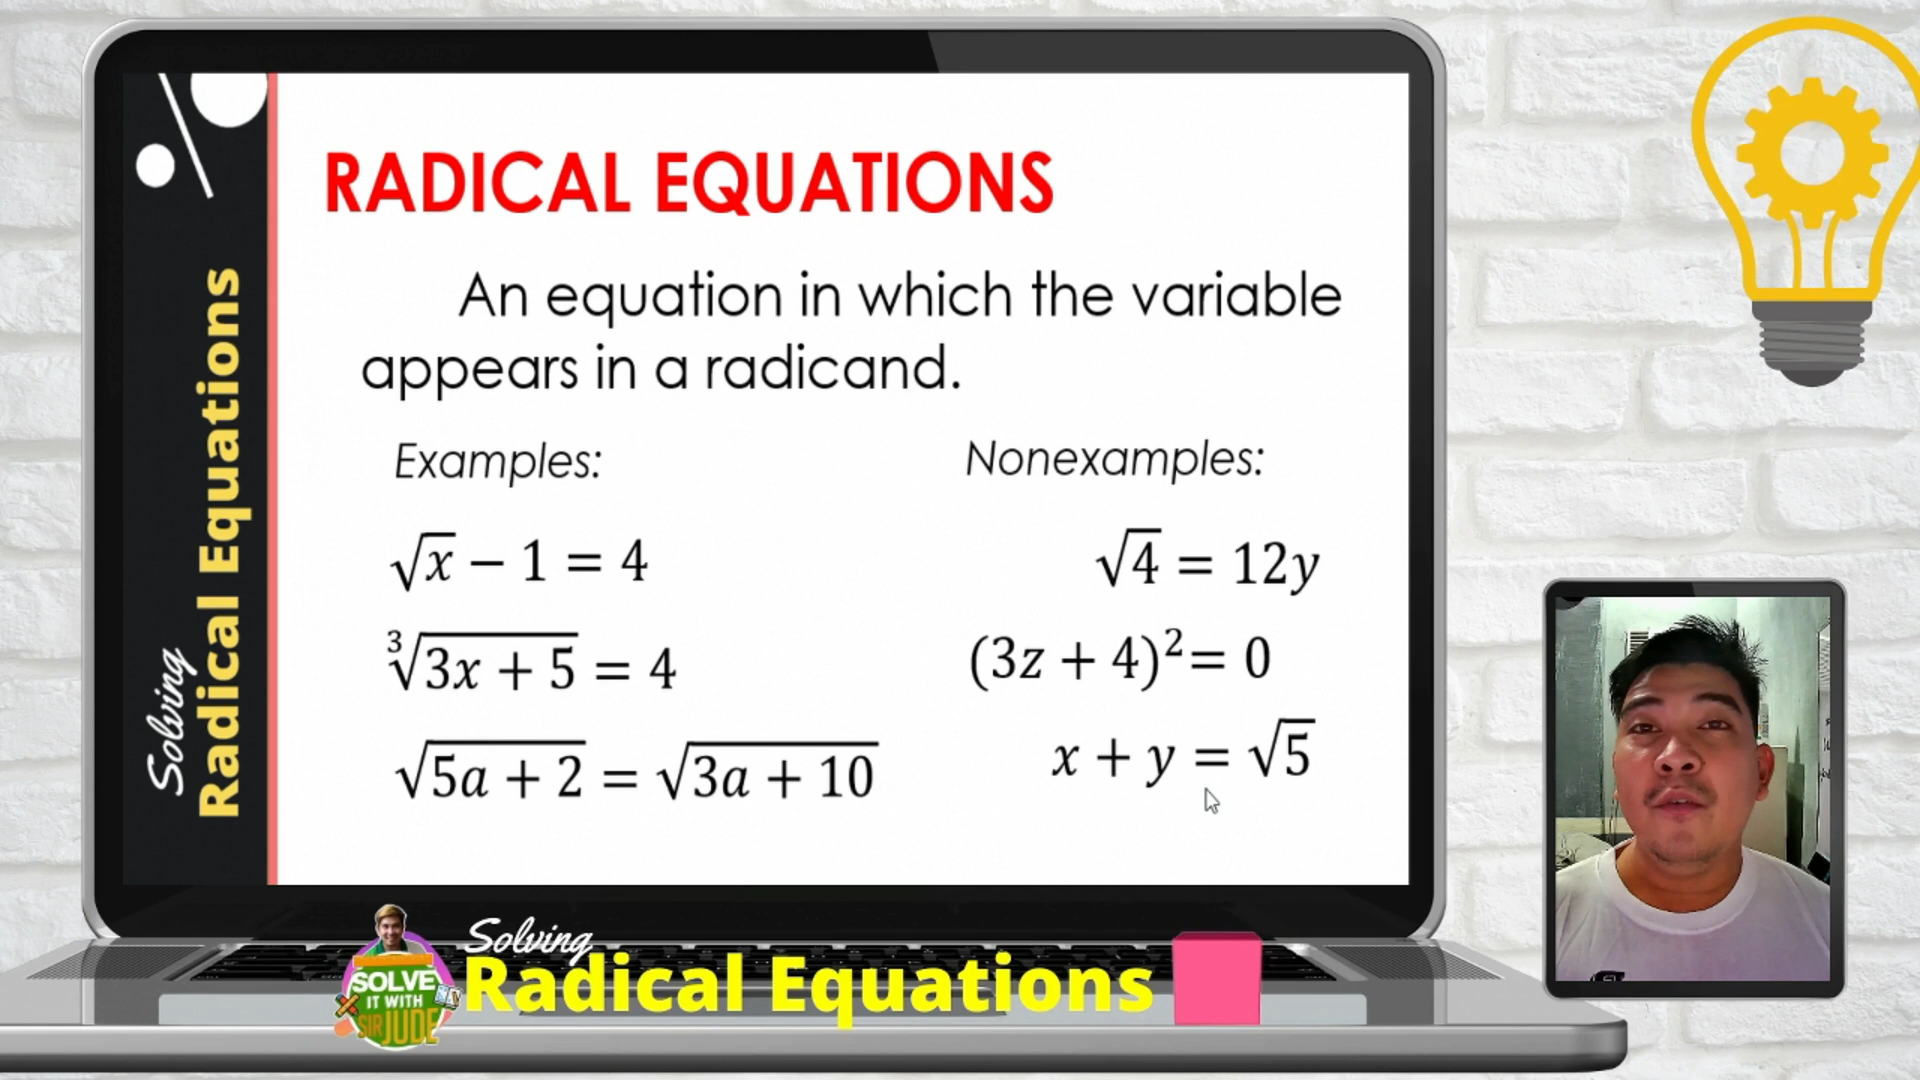 Solving
Radical Equations
RADICAL EQUATIONS
An equation in which the variable
appears in a radicand.
Examples:
√x − 1 = 4
∛(3x + 5) = 4
√(5a + 2) = √(3a + 10)
Nonexamples:
√4 = 12y
(3z + 4)² = 0
x + y = √5
SOLVE
IT WITH
SIR JUDE
Solving
Radical Equations